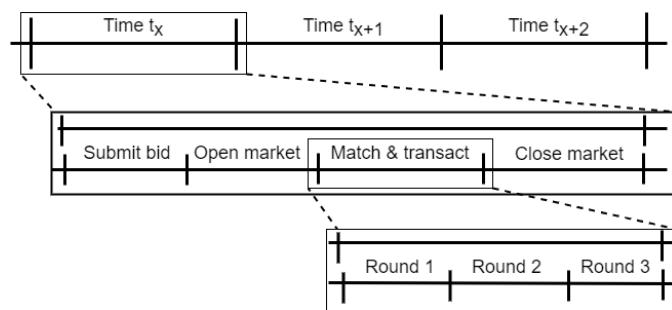 Time tx Time tx+1 Time tx+2
Submit bid Open market Match & transact Close market
Round 1 Round 2 Round 3